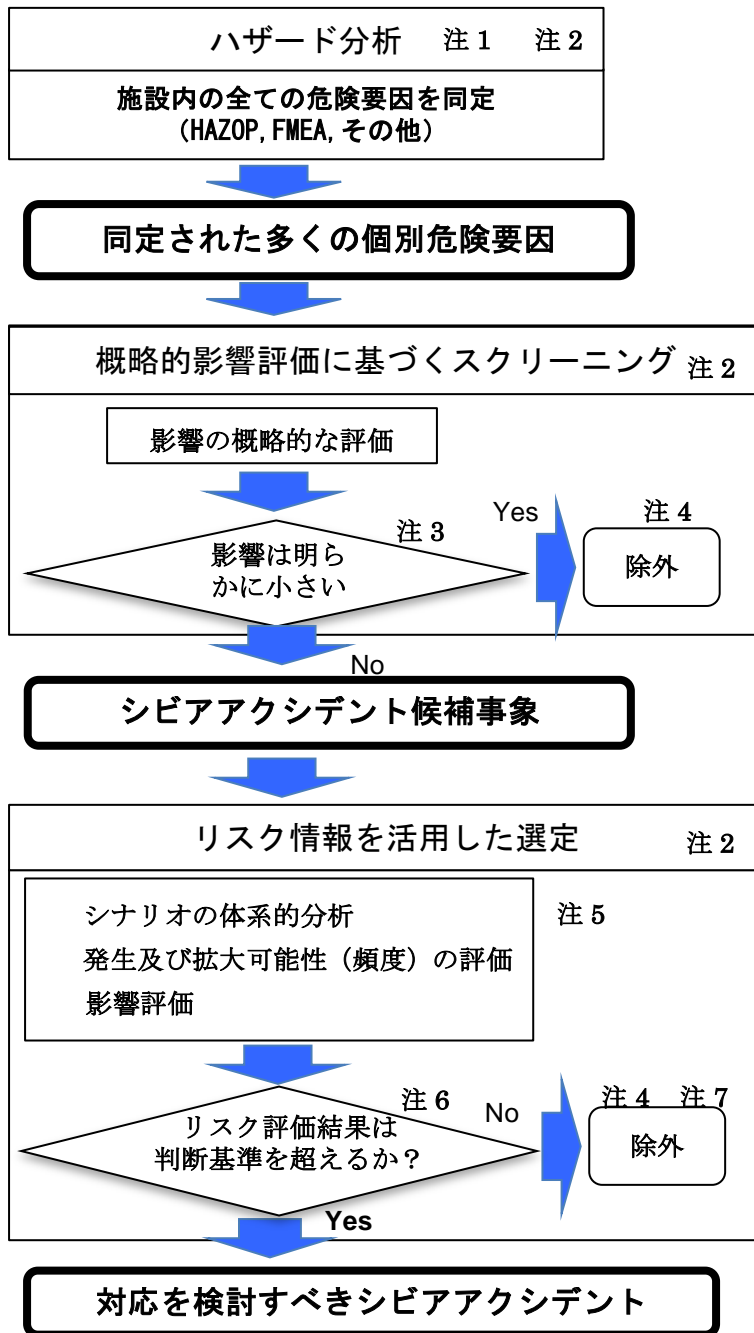 ハザード分析 注1 注2
施設内の全ての危険要因を同定
(HAZOP,FMEA,その他)
同定された多くの個別危険要因
概略的影響評価に基づくスクリーニング 注2
影響の概略的な評価
影響は明ら
かに小さい
注3
Yes
注4
除外
No
シビアアクシデント候補事象
リスク情報を活用した選定 注2
シナリオの体系的分析
発生及び拡大可能性（頻度）の評価
影響評価
注5
リスク評価結果は
判断基準を超えるか？
注6
No
注4 注7
除外
Yes
対応を検討すべきシビアアクシデント